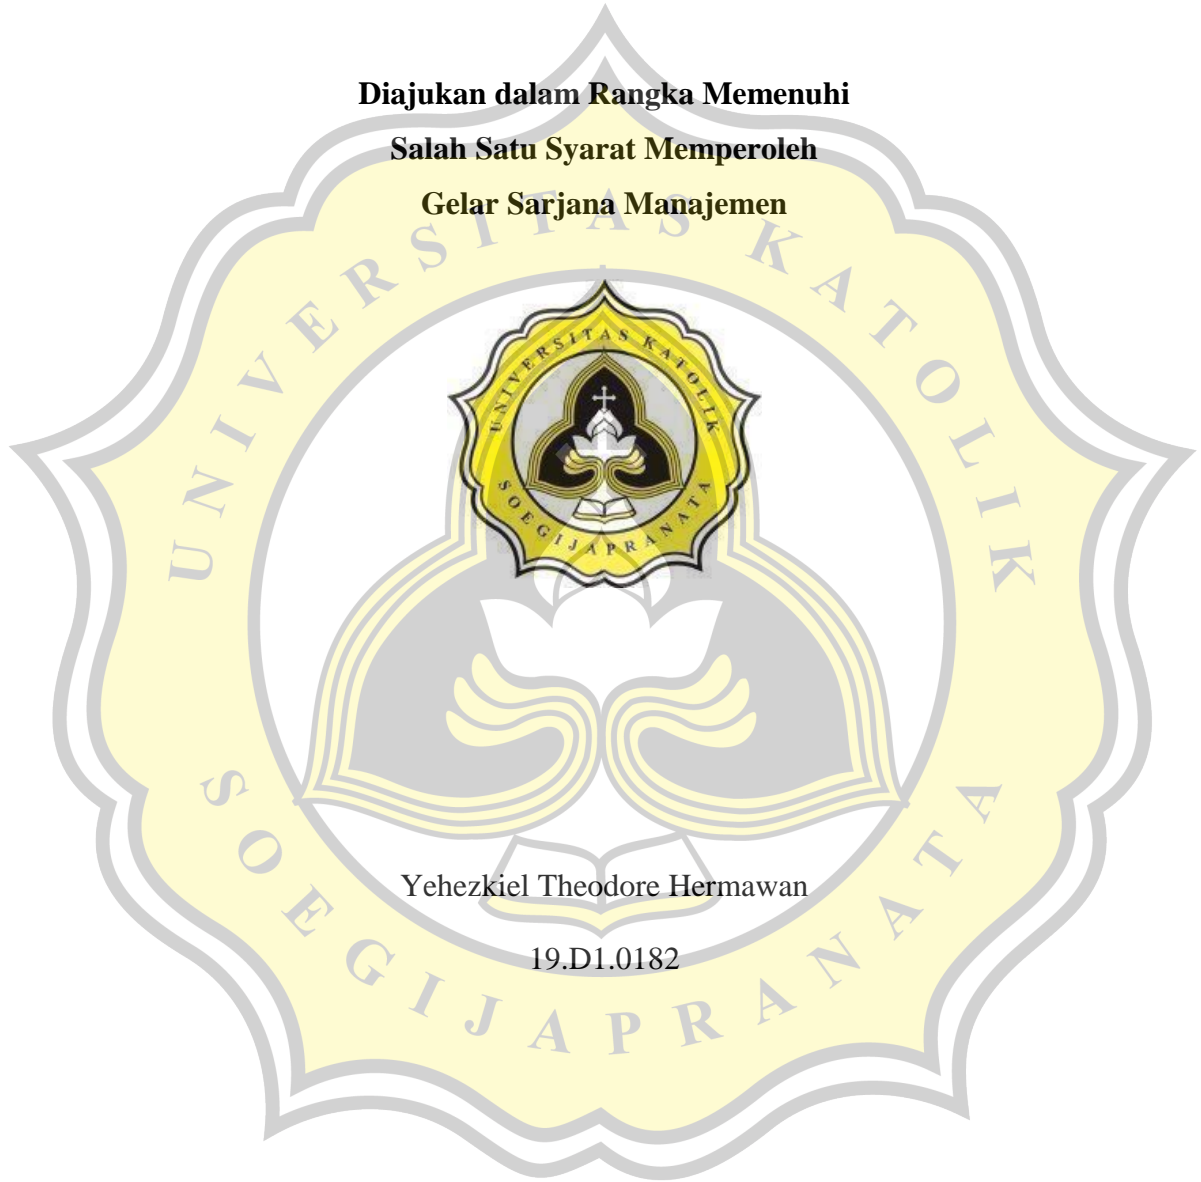 Diajukan dalam Rangka Memenuhi
Salah Satu Syarat Memperoleh
Gelar Sarjana Manajemen
UNIVERSITAS KATOLIK
SOEGIJAPRANATA
UNIVERSITAS KATOLIK
SOEGIJAPRANATA
Yehezkiel Theodore Hermawan
19.D1.0182